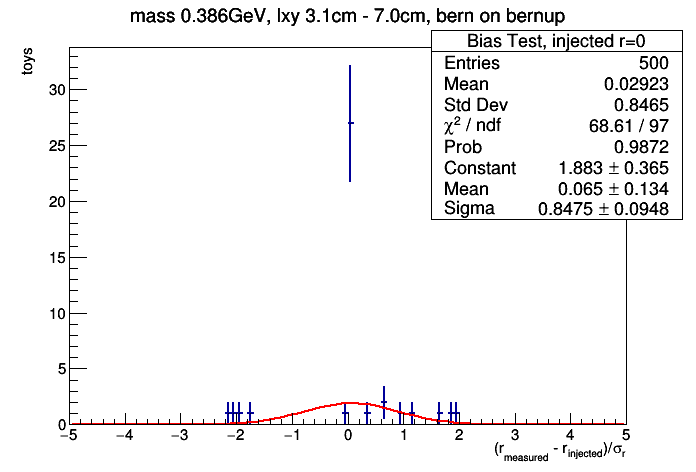 mass 0.386GeV, lxy 3.1cm - 7.0cm, bern on bernup
Bias Test, injected r=0
Entries 500
Mean 0.02923
Std Dev 0.8465
χ² / ndf 68.61 / 97
Prob 0.9872
Constant 1.883 ± 0.365
Mean 0.065 ± 0.134
Sigma 0.8475 ± 0.0948
toys
30
25
20
15
10
5
0
−5 −4 −3 −2 −1 0 1 2 3 4 5
(r_measured - r_injected)/σ_r